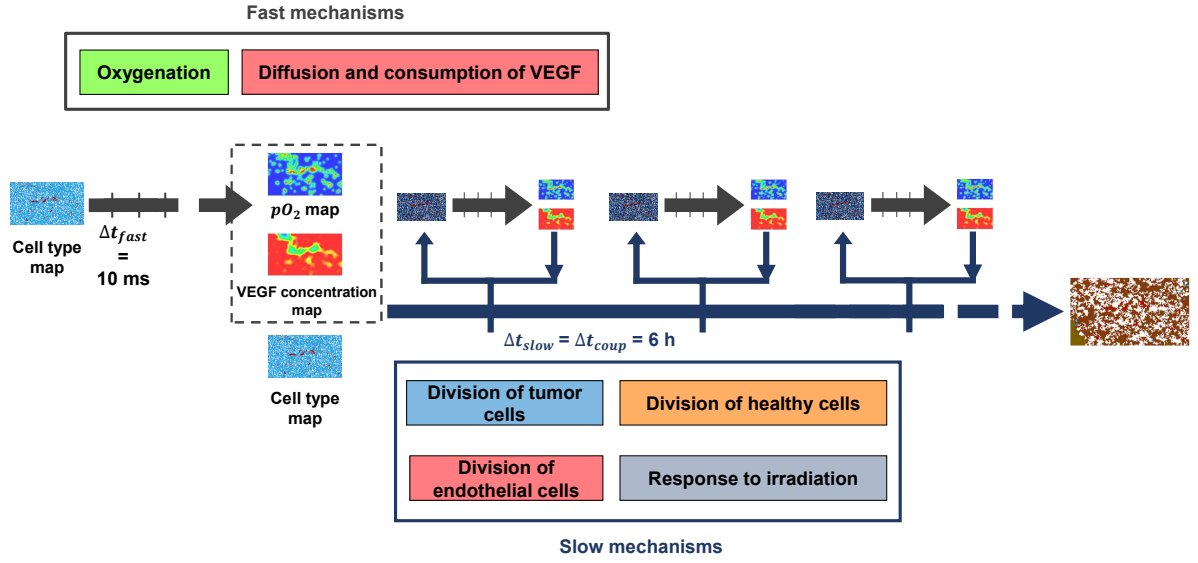 Fast mechanisms
Oxygenation
Diffusion and consumption of VEGF
Cell type
map
Δt_fast
=
10 ms
pO₂ map
VEGF concentration
map
Cell type
map
Δt_slow = Δt_coup = 6 h
Division of tumor
cells
Division of healthy cells
Division of
endothelial cells
Response to irradiation
Slow mechanisms